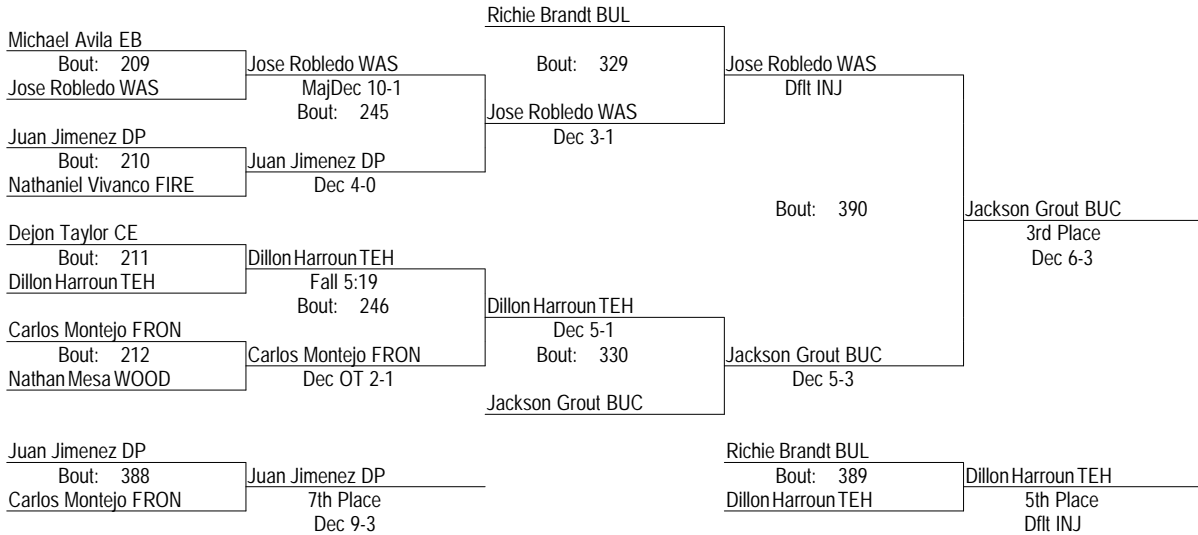 Richie Brandt BUL
Michael Avila EB
Bout: 209
Jose Robledo WAS
Jose Robledo WAS
MajDec 10-1
Bout: 245
Bout: 329
Jose Robledo WAS
Dflt INJ
Jose Robledo WAS
Dec 3-1
Juan Jimenez DP
Bout: 210
Nathaniel Vivanco FIRE
Juan Jimenez DP
Dec 4-0
Bout: 390
Jackson Grout BUC
3rd Place
Dec 6-3
Dejon Taylor CE
Bout: 211
Dillon Harroun TEH
Dillon Harroun TEH
Fall 5:19
Bout: 246
Dillon Harroun TEH
Dec 5-1
Bout: 330
Carlos Montejo FRON
Bout: 212
Nathan Mesa WOOD
Carlos Montejo FRON
Dec OT 2-1
Jackson Grout BUC
Dec 5-3
Jackson Grout BUC
Juan Jimenez DP
Bout: 388
Carlos Montejo FRON
Juan Jimenez DP
7th Place
Dec 9-3
Richie Brandt BUL
Bout: 389
Dillon Harroun TEH
Dillon Harroun TEH
5th Place
Dflt INJ